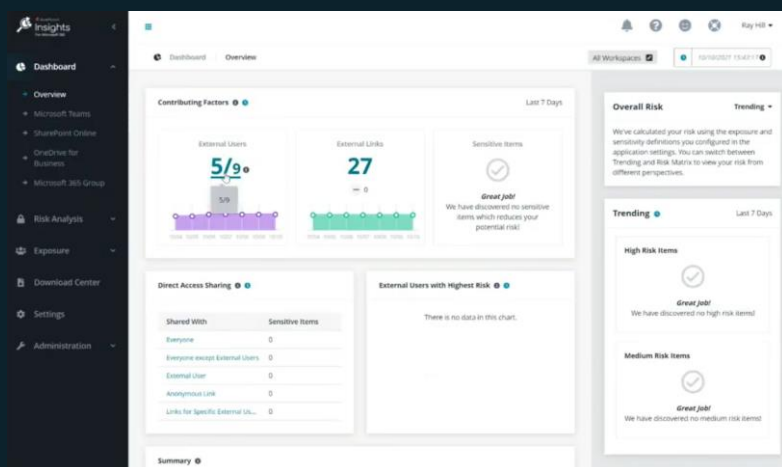 AvePoint
Insights
For Microsoft 365
Ray Hill
Dashboard
Overview
Microsoft Teams
SharePoint Online
OneDrive for
Business
Microsoft 365 Group
Risk Analysis
Exposure
Download Center
Settings
Administration
Dashboard
Overview
All Workspaces
Contributing Factors
Last 7 Days
External Users
5/9
5/9
External Links
27
0
Sensitive Items
Great Job!
We have discovered no sensitive
items which reduces your
potential risk!
Direct Access Sharing
Shared With
Sensitive Items
Everyone
0
Everyone except External Users
0
External User
0
Anonymous Link
0
Links for Specific External Us...
0
External Users with Highest Risk
There is no data in this chart.
Summary
Overall Risk
Trending
We've calculated your risk using the exposure and
sensitivity definitions you configured in the
application settings. You can switch between
Trending and Risk Matrix to view your risk from
different perspectives.
Trending
Last 7 Days
High Risk Items
Great Job!
We have discovered no high risk items!
Medium Risk Items
Great Job!
We have discovered no medium risk items!